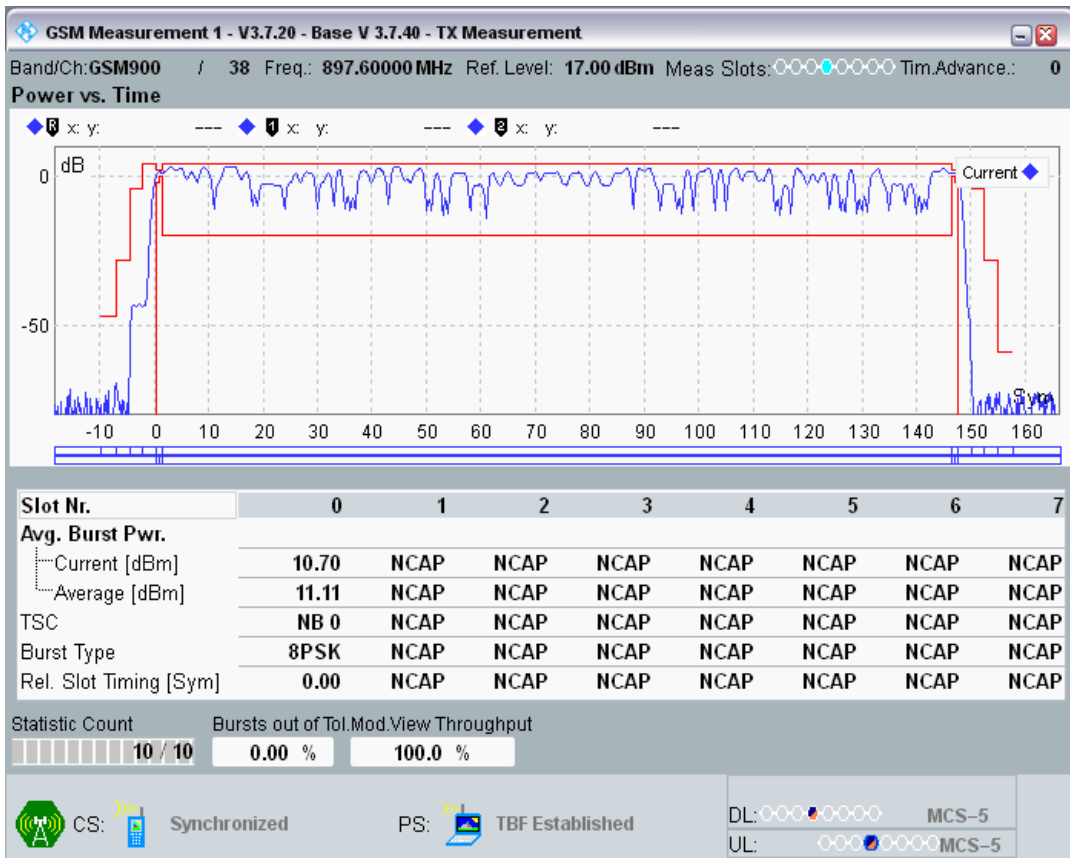 GSM Measurement 1 - V3.7.20 - Base V 3.7.40 - TX Measurement
Band/Ch:GSM900 / 38 Freq.: 897.60000 MHz Ref. Level: 17.00 dBm Meas Slots: Tim.Advance.: 0
Power vs. Time
R x: y: --- 1 x: y: --- 2 x: y: ---
dB
Current
0
-50
Sym
-10 0 10 20 30 40 50 60 70 80 90 100 110 120 130 140 150 160
Slot Nr. 0 1 2 3 4 5 6 7
Avg. Burst Pwr.
Current [dBm] 10.70 NCAP NCAP NCAP NCAP NCAP NCAP NCAP
Average [dBm] 11.11 NCAP NCAP NCAP NCAP NCAP NCAP NCAP
TSC NB 0 NCAP NCAP NCAP NCAP NCAP NCAP NCAP
Burst Type 8PSK NCAP NCAP NCAP NCAP NCAP NCAP NCAP
Rel. Slot Timing [Sym] 0.00 NCAP NCAP NCAP NCAP NCAP NCAP NCAP
Statistic Count Bursts out of Tol.Mod.View Throughput
10 / 10 0.00 % 100.0 %
CS: Synchronized PS: TBF Established
DL: MCS-5
UL: MCS-5